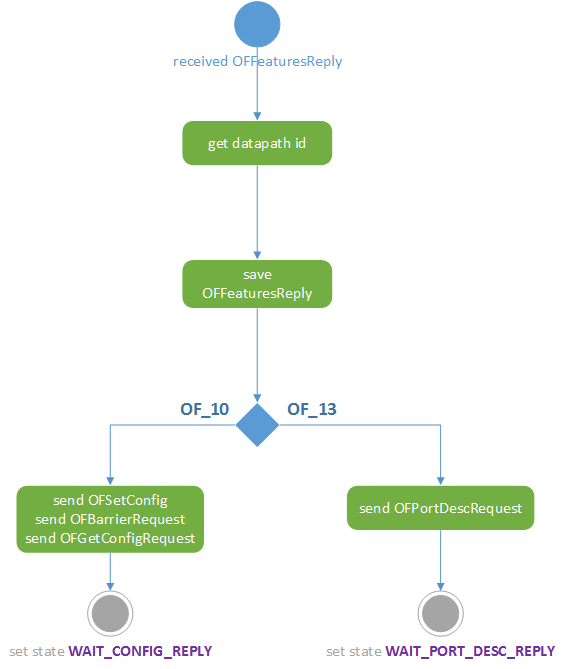 received OFFeaturesReply
get datapath id
save
OFFeaturesReply
OF_10
OF_13
send OFSetConfig
send OFBarrierRequest
send OFGetConfigRequest
send OFPortDescRequest
set state WAIT_CONFIG_REPLY
set state WAIT_PORT_DESC_REPLY